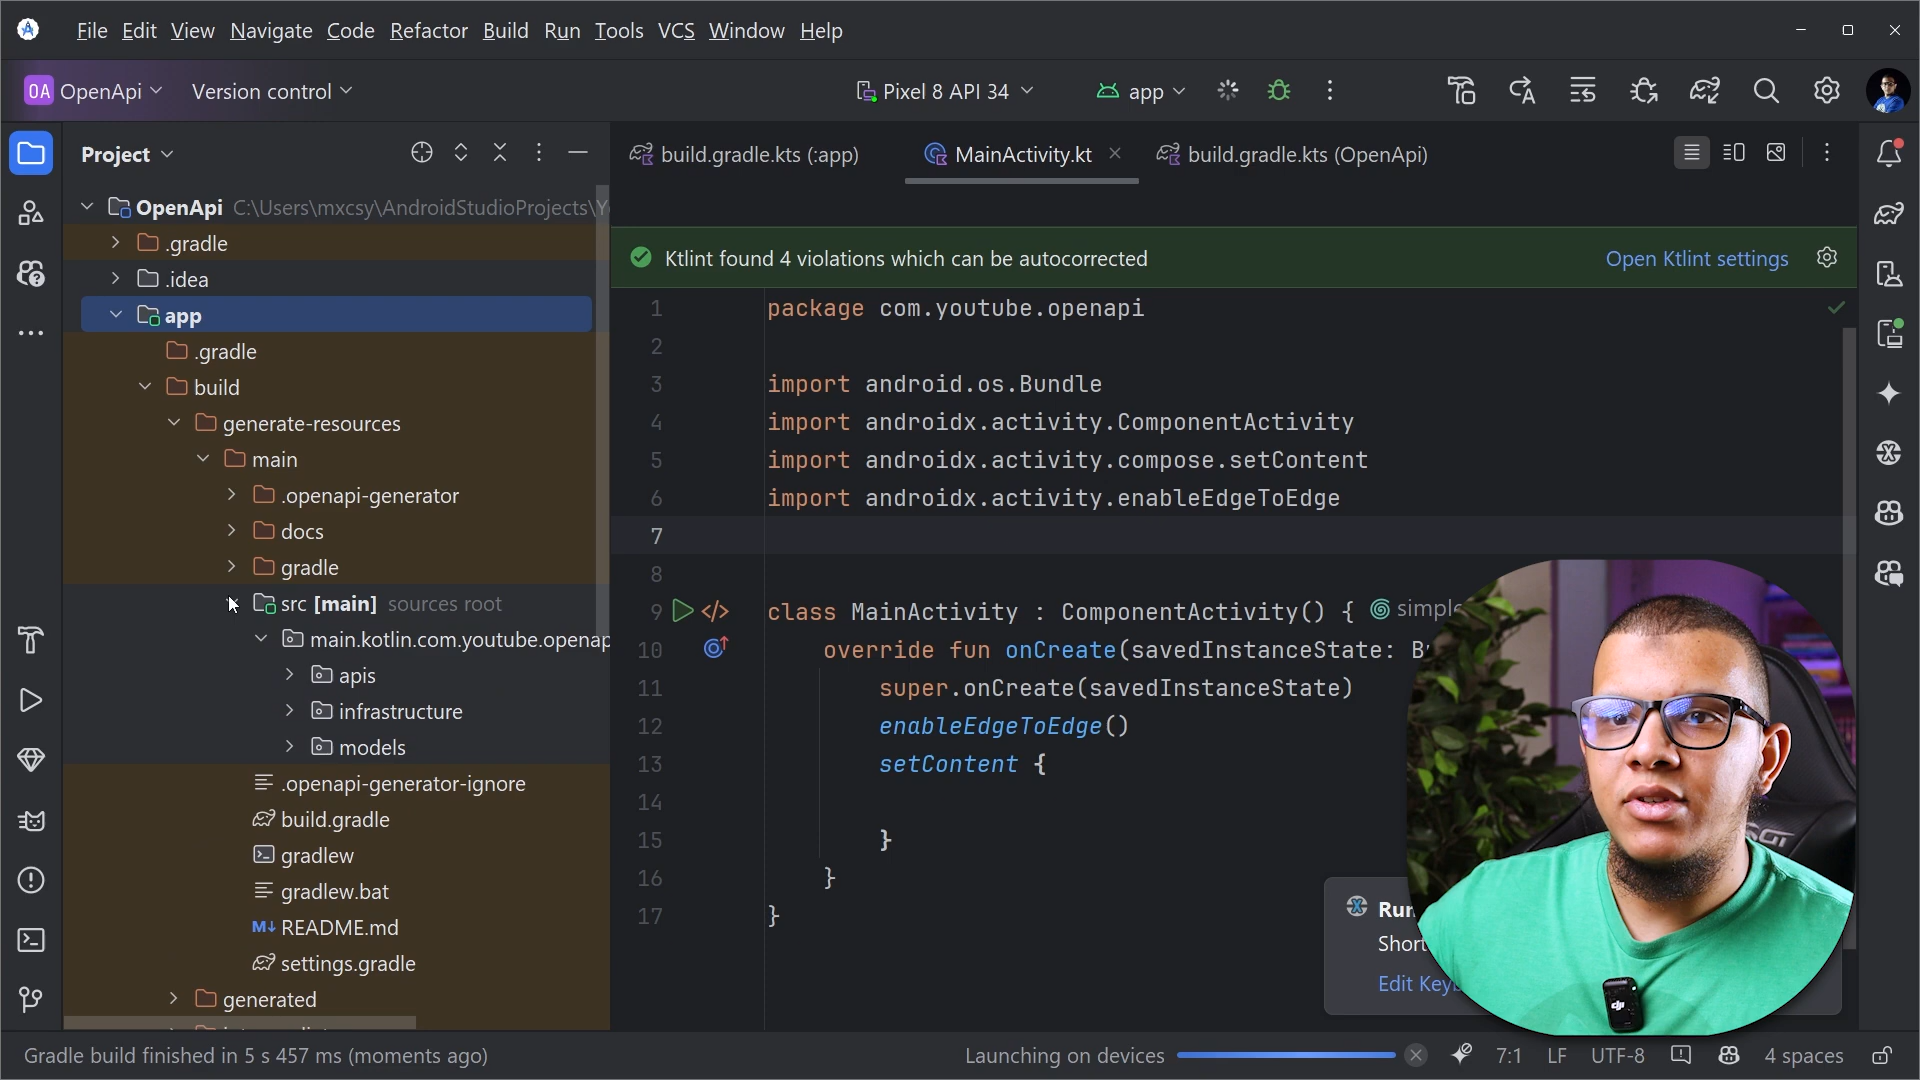 File Edit View Navigate Code Refactor Build Run Tools VCS Window Help
OA OpenApi Version control Pixel 8 API 34 app
Project
build.gradle.kts (:app) MainActivity.kt build.gradle.kts (OpenApi)
OpenApi C:\Users\mxcsy\AndroidStudioProjects\Y
.gradle
.idea
app
.gradle
build
generate-resources
main
.openapi-generator
docs
gradle
src [main] sources root
main.kotlin.com.youtube.openap
apis
infrastructure
models
.openapi-generator-ignore
build.gradle
gradlew
gradlew.bat
M↓ README.md
settings.gradle
generated
Ktlint found 4 violations which can be autocorrected Open Ktlint settings
1 package com.youtube.openapi
2
3 import android.os.Bundle
4 import androidx.activity.ComponentActivity
5 import androidx.activity.compose.setContent
6 import androidx.activity.enableEdgeToEdge
7
8
9 class MainActivity : ComponentActivity() { simple
10 override fun onCreate(savedInstanceState: B
11 super.onCreate(savedInstanceState)
12 enableEdgeToEdge()
13 setContent {
14
15 }
16 }
17 }
Run
Short
Edit Key
dji
Gradle build finished in 5 s 457 ms (moments ago) Launching on devices 7:1 LF UTF-8 4 spaces